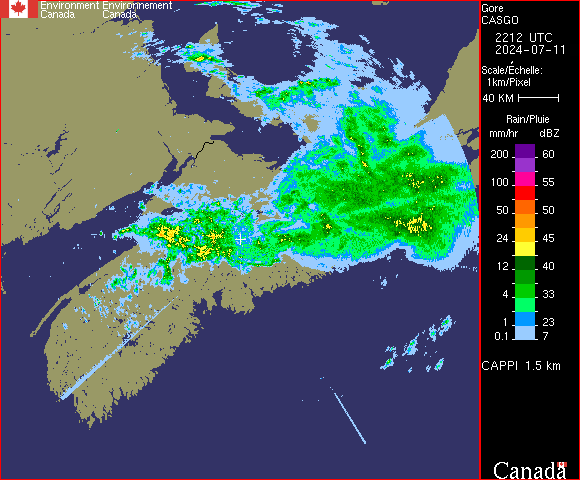 Environment Environnement
Canada Canada
Gore
CASGO
2212 UTC
2024-07-11
Scale/Échelle:
1km/Pixel
40 KM
Rain/Pluie
mm/hr dBZ
200 60
100 55
50 50
24 45
12 40
4 33
1 23
0.1 7
CAPPI 1.5 km
Canada